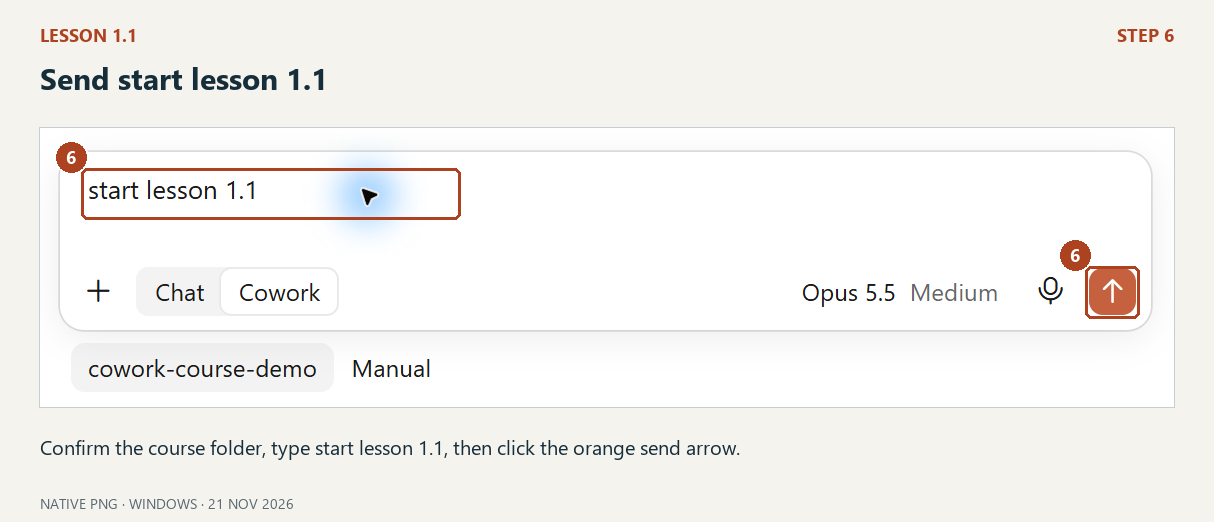 LESSON 1.1
STEP 6
Send start lesson 1.1
6
start lesson 1.1
6
Chat
Cowork
Opus 5.5 Medium
cowork-course-demo
Manual
Confirm the course folder, type start lesson 1.1, then click the orange send arrow.
NATIVE PNG · WINDOWS · 21 NOV 2026